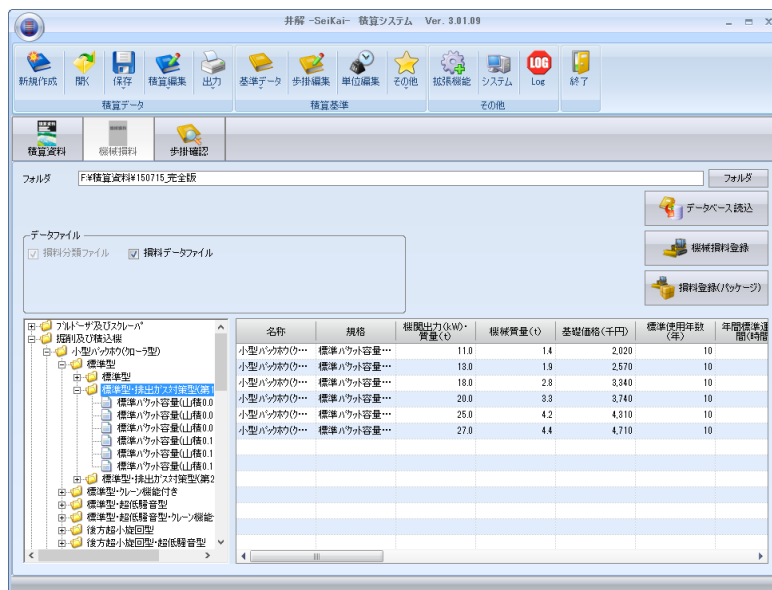 井解 -SeiKai- 積算システム Ver. 3.01.09
新規作成 開く 保存 積算編集 出力 基準データ 歩掛編集 単位編集 その他 拡張機能 システム Log 終了
LOG
積算データ 積算基準 その他
積算資料 機械損料 歩掛確認
フォルダ F:¥積算資料¥150715_完全版 フォルダ
データベース読込
データファイル
損料分類ファイル 損料データファイル
機械損料登録
損料登録(パッケージ)
ブルドーザ及びスクレーパ
掘削及び積込機
小型バックホウ(クローラ型)
標準型
標準型
標準型・排出ガス対策型(第1
標準バケット容量(山積0.0
標準バケット容量(山積0.0
標準バケット容量(山積0.0
標準バケット容量(山積0.1
標準バケット容量(山積0.1
標準バケット容量(山積0.1
標準型・排出ガス対策型(第2
標準型・クレーン機能付き
標準型・超低騒音型
標準型・超低騒音型・クレーン機能
後方超小旋回型
後方超小旋回型・超低騒音型
名称 規格 機関出力(kW)・質量(t) 機械質量(t) 基礎価格(千円) 標準使用年数(年) 年間標準運間(時間
小型バックホウ(ク… 標準バケット容量… 11.0 1.4 2,020 10
小型バックホウ(ク… 標準バケット容量… 13.0 1.9 2,570 10
小型バックホウ(ク… 標準バケット容量… 18.0 2.8 3,340 10
小型バックホウ(ク… 標準バケット容量… 20.0 3.3 3,740 10
小型バックホウ(ク… 標準バケット容量… 25.0 4.2 4,310 10
小型バックホウ(ク… 標準バケット容量… 27.0 4.4 4,710 10